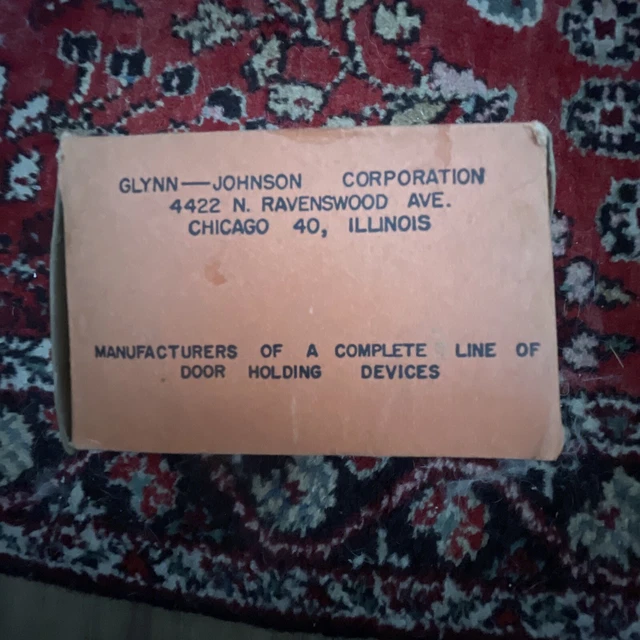 GLYNN—JOHNSON CORPORATION
4422 N. RAVENSWOOD AVE.
CHICAGO 40, ILLINOIS
MANUFACTURERS OF A COMPLETE LINE OF
DOOR HOLDING DEVICES